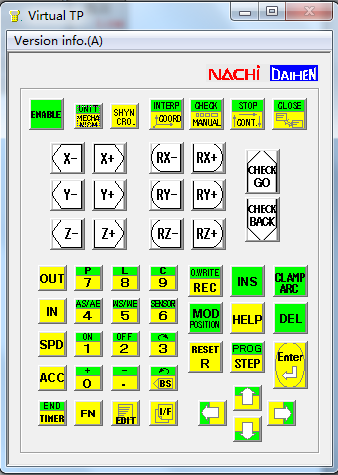 Virtual TP
Version info.(A)
NACHi DAIHEN
ENABLE
UNIT
MECHA
NISM
SHYN
CRO.
INTERP
COORD
CHECK
MANUAL
STOP
CONT.
CLOSE
X- X+ RX- RX+
CHECK
GO
Y- Y+ RY- RY+
Z- Z+ RZ- RZ+
CHECK
BACK
OUT
P
7
L
8
C
9
O.WRITE
REC
INS
CLAMP
ARC
IN
AS/AE
4
WS/WE
5
SENSOR
6
MOD
POSITION
HELP
DEL
SPD
ON
1
OFF
2
3
RESET
R
PROG
STEP
Enter
ACC
+
0
-
.
BS
END
TIMER
FN
EDIT
I/F